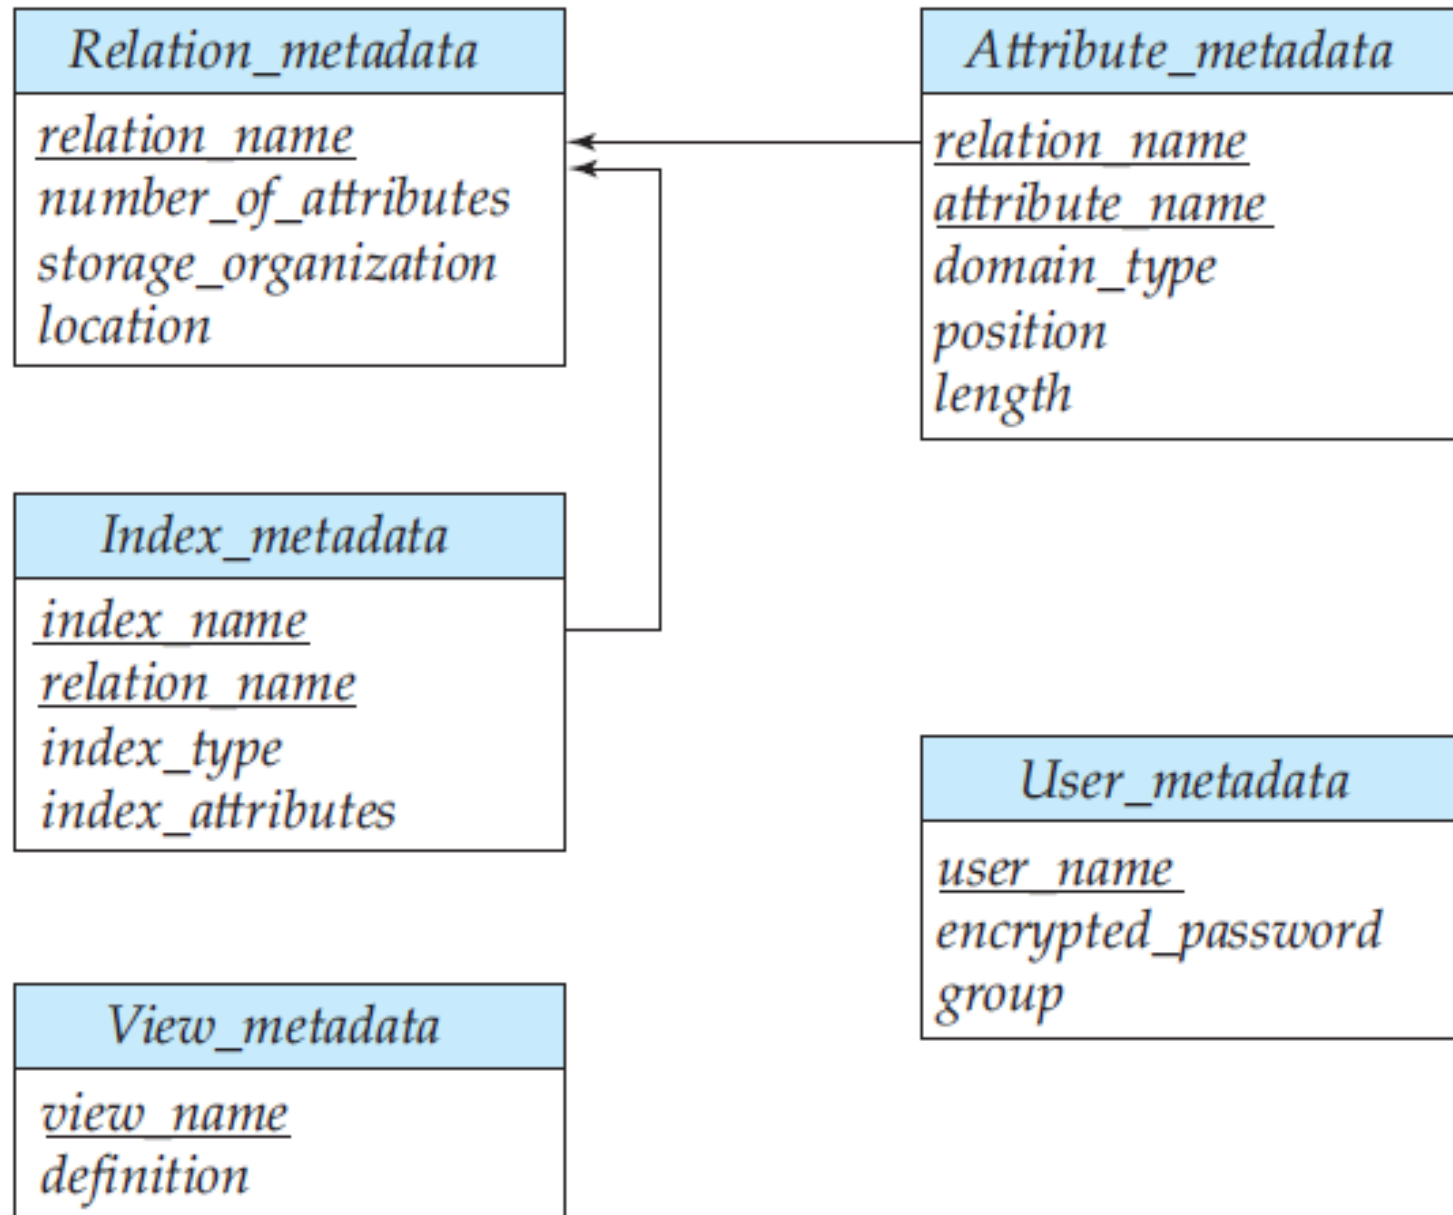 Relation_metadata
relation_name
number_of_attributes
storage_organization
location
Attribute_metadata
relation_name
attribute_name
domain_type
position
length
Index_metadata
index_name
relation_name
index_type
index_attributes
User_metadata
user_name
encrypted_password
group
View_metadata
view_name
definition